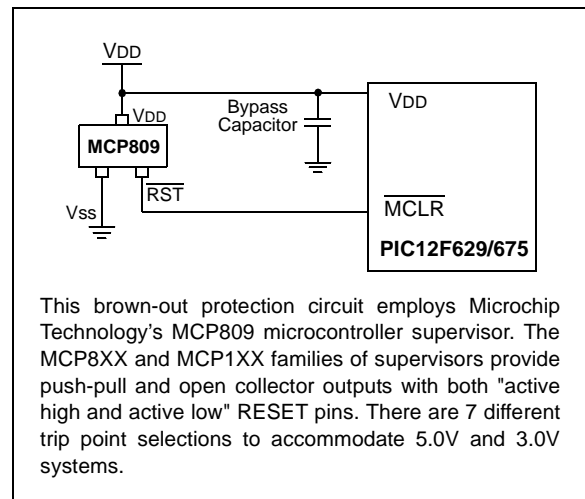 VDD
VDD
VDD
Bypass
Capacitor
MCP809
RST
MCLR
Vss
PIC12F629/675
This brown-out protection circuit employs Microchip
Technology's MCP809 microcontroller supervisor. The
MCP8XX and MCP1XX families of supervisors provide
push-pull and open collector outputs with both "active
high and active low" RESET pins. There are 7 different
trip point selections to accommodate 5.0V and 3.0V
systems.